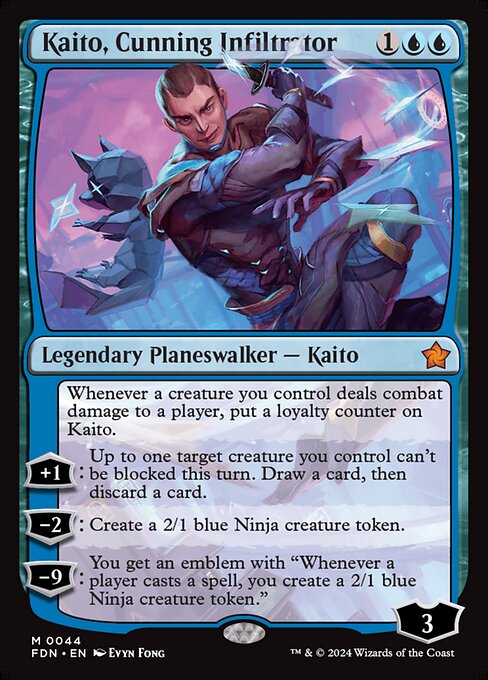 Kaito, Cunning Infiltrator 1
Legendary Planeswalker — Kaito
Whenever a creature you control deals combat
damage to a player, put a loyalty counter on
Kaito.
+1: Up to one target creature you control can't
be blocked this turn. Draw a card, then
discard a card.
−2: Create a 2/1 blue Ninja creature token.
−9: You get an emblem with “Whenever a
player casts a spell, you create a 2/1 blue
Ninja creature token.”
3
M 0044
FDN • EN Evyn Fong
™ & © 2024 Wizards of the Coast